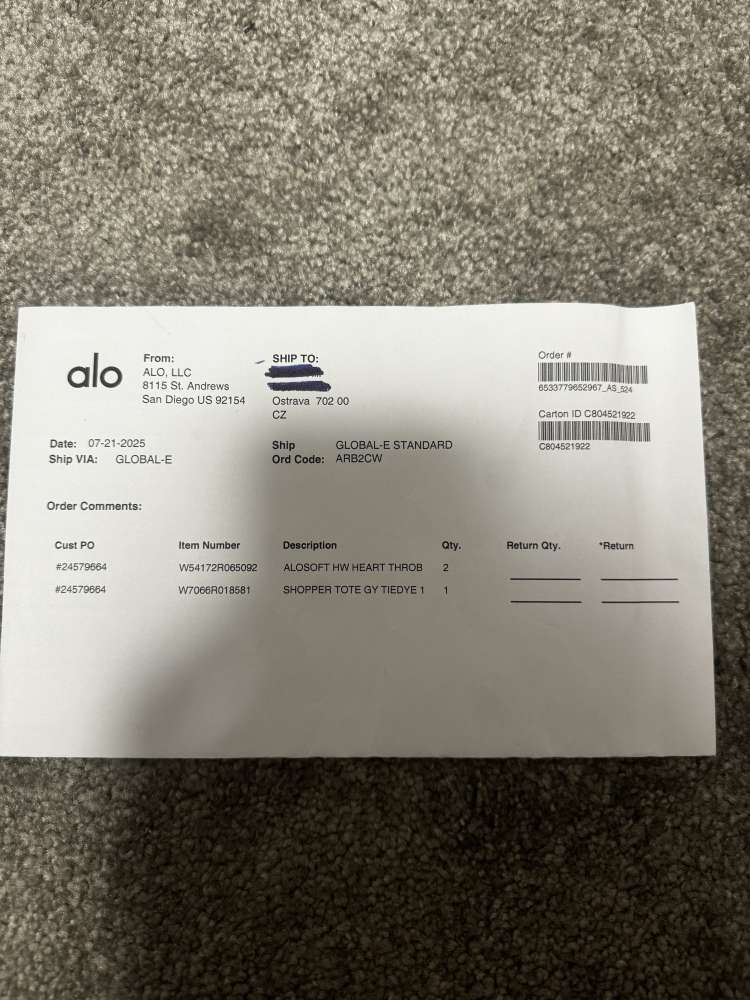 alo
From:
ALO, LLC
8115 St. Andrews
San Diego US 92154
SHIP TO:
Ostrava 702 00
CZ
Order #
6533779652967_AS_524
Carton ID C804521922
C804521922
Date: 07-21-2025
Ship VIA: GLOBAL-E
Ship GLOBAL-E STANDARD
Ord Code: ARB2CW
Order Comments:
Cust PO Item Number Description Qty. Return Qty. *Return
#24579664 W54172R065092 ALOSOFT HW HEART THROB 2
#24579664 W7066R018581 SHOPPER TOTE GY TIEDYE 1 1